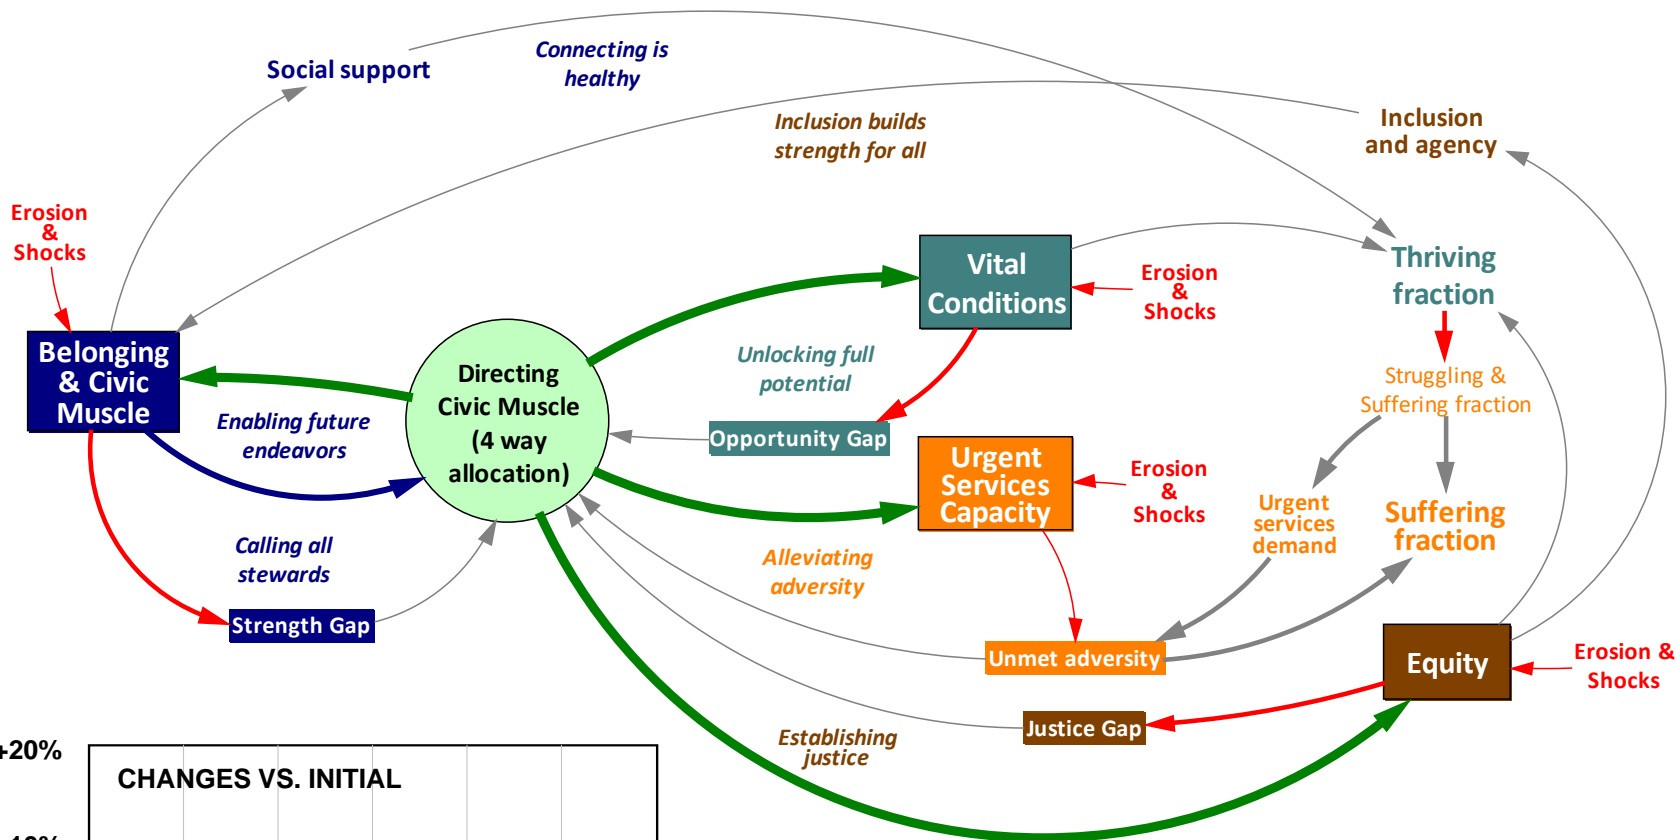 Social support
Connecting is
healthy
Inclusion builds
strength for all
Inclusion
and agency
Erosion
&
Shocks
Belonging
& Civic
Muscle
Enabling future
endeavors
Calling all
stewards
Strength Gap
Directing
Civic Muscle
(4 way
allocation)
Vital
Conditions
Erosion
&
Shocks
Unlocking full
potential
Opportunity Gap
Thriving
fraction
Struggling &
Suffering fraction
Urgent
Services
Capacity
Erosion
&
Shocks
Urgent
services
demand
Suffering
fraction
Alleviating
adversity
Unmet adversity
Equity
Erosion &
Shocks
Justice Gap
Establishing
justice
+20%
CHANGES VS. INITIAL